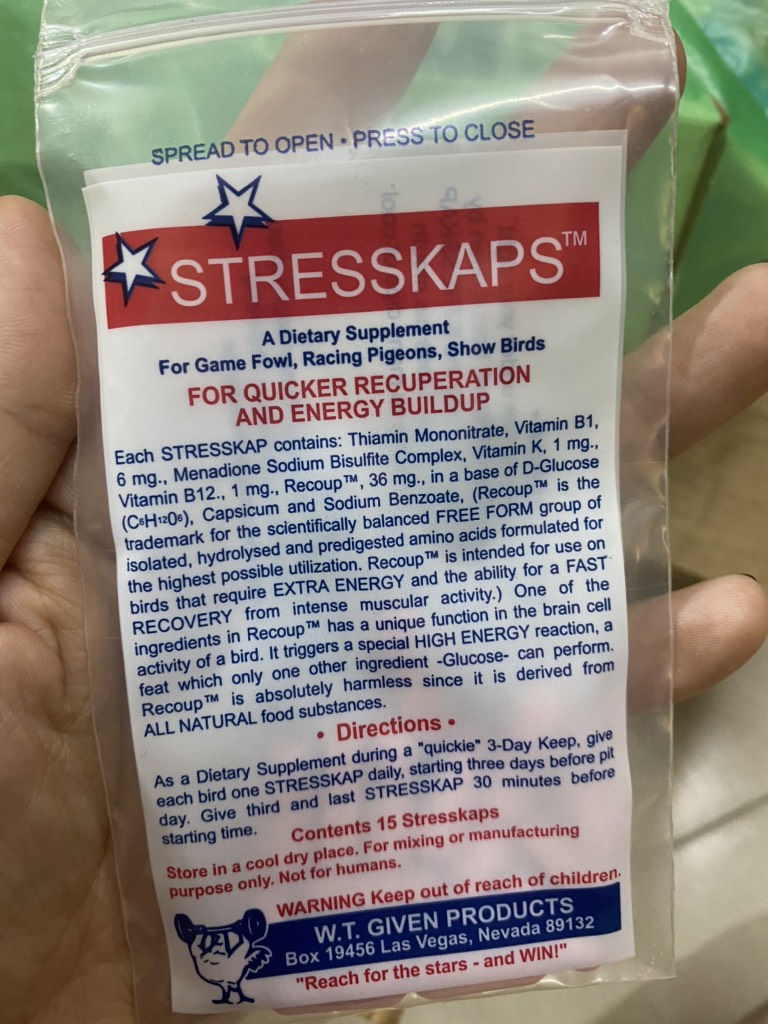 SPREAD TO OPEN • PRESS TO CLOSE
STRESSKAPS™
A Dietary Supplement
For Game Fowl, Racing Pigeons, Show Birds
FOR QUICKER RECUPERATION
AND ENERGY BUILDUP
Each STRESSKAP contains: Thiamin Mononitrate, Vitamin B1,
6 mg., Menadione Sodium Bisulfite Complex, Vitamin K, 1 mg.,
Vitamin B12., 1 mg., Recoup™, 36 mg., in a base of D-Glucose
(C6H12O6), Capsicum and Sodium Benzoate, (Recoup™ is the
trademark for the scientifically balanced FREE FORM group of
isolated, hydrolysed and predigested amino acids formulated for
the highest possible utilization. Recoup™ is intended for use on
birds that require EXTRA ENERGY and the ability for a FAST
RECOVERY from intense muscular activity.) One of the
ingredients in Recoup™ has a unique function in the brain cell
activity of a bird. It triggers a special HIGH ENERGY reaction, a
feat which only one other ingredient -Glucose- can perform.
Recoup™ is absolutely harmless since it is derived from
ALL NATURAL food substances.
• Directions •
As a Dietary Supplement during a "quickie" 3-Day Keep, give
each bird one STRESSKAP daily, starting three days before pit
day. Give third and last STRESSKAP 30 minutes before
starting time.
Contents 15 Stresskaps
Store in a cool dry place. For mixing or manufacturing
purpose only. Not for humans.
WARNING Keep out of reach of children.
W.T. GIVEN PRODUCTS
Box 19456 Las Vegas, Nevada 89132
"Reach for the stars - and WIN!"